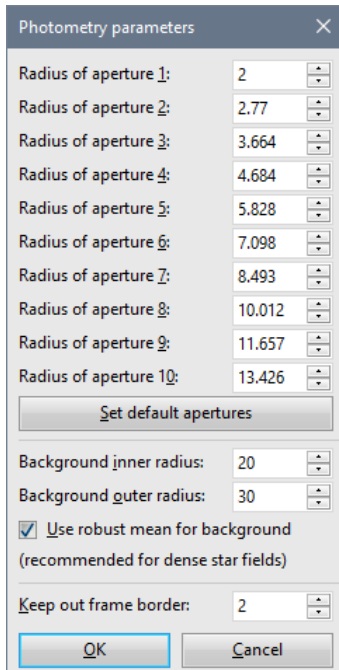 Photometry parameters
Radius of aperture 1: 2
Radius of aperture 2: 2.77
Radius of aperture 3: 3.664
Radius of aperture 4: 4.684
Radius of aperture 5: 5.828
Radius of aperture 6: 7.098
Radius of aperture 7: 8.493
Radius of aperture 8: 10.012
Radius of aperture 9: 11.657
Radius of aperture 10: 13.426
Set default apertures
Background inner radius: 20
Background outer radius: 30
Use robust mean for background
(recommended for dense star fields)
Keep out frame border: 2
OK Cancel